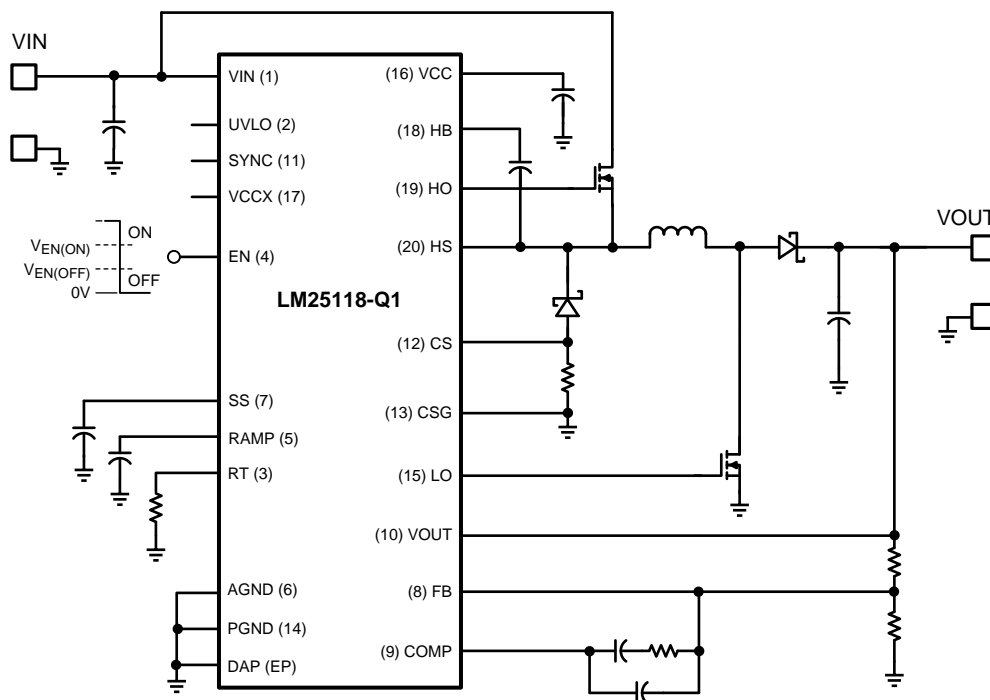 VIN
VIN (1)
UVLO (2)
SYNC (11)
VCCX (17)
ON
VEN(ON)
VEN(OFF)
OFF
0V
EN (4)
LM25118-Q1
SS (7)
RAMP (5)
RT (3)
AGND (6)
PGND (14)
DAP (EP)
(16) VCC
(18) HB
(19) HO
(20) HS
(12) CS
(13) CSG
(15) LO
(10) VOUT
(8) FB
(9) COMP
VOUT